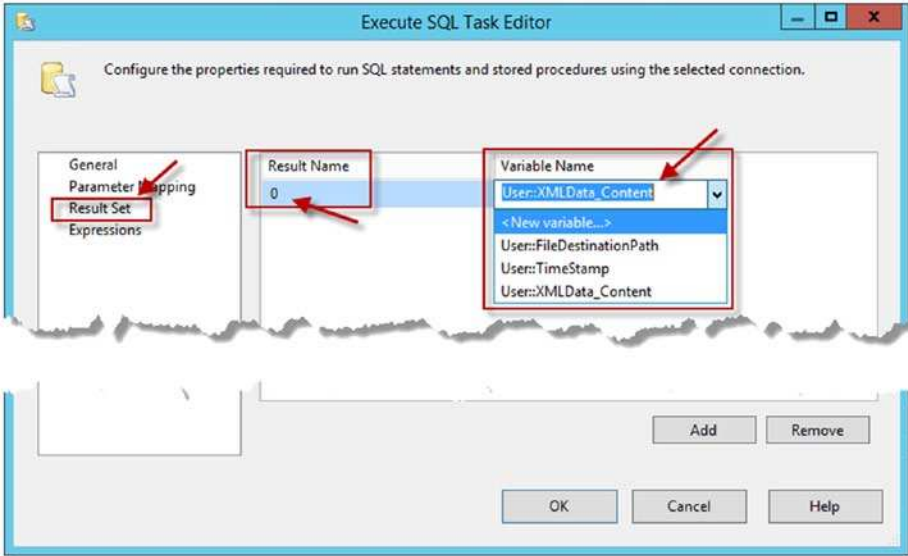 Execute SQL Task Editor
Configure the properties required to run SQL statements and stored procedures using the selected connection.
General
Parameter Mapping
Result Set
Expressions
Result Name
0
Variable Name
User::XMLData_Content
<New variable...>
User::FileDestinationPath
User::TimeStamp
User::XMLData_Content
Add
Remove
OK
Cancel
Help